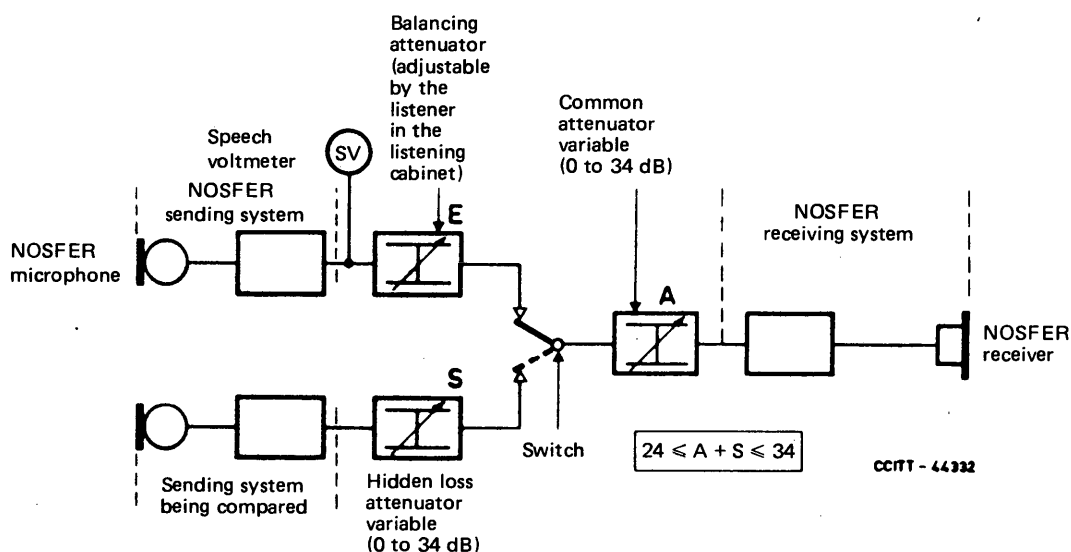 Balancing
attenuator
(adjustable
by the
listener
in the
listening
cabinet)
Common
attenuator
variable
(0 to 34 dB)
Speech
voltmeter
SV
NOSFER
sending system
E
NOSFER
receiving system
NOSFER
microphone
A
NOSFER
receiver
S
Switch
24 ⩽ A + S ⩽ 34
CCITT - 44332
Sending system
being compared
Hidden loss
attenuator
variable
(0 to 34 dB)